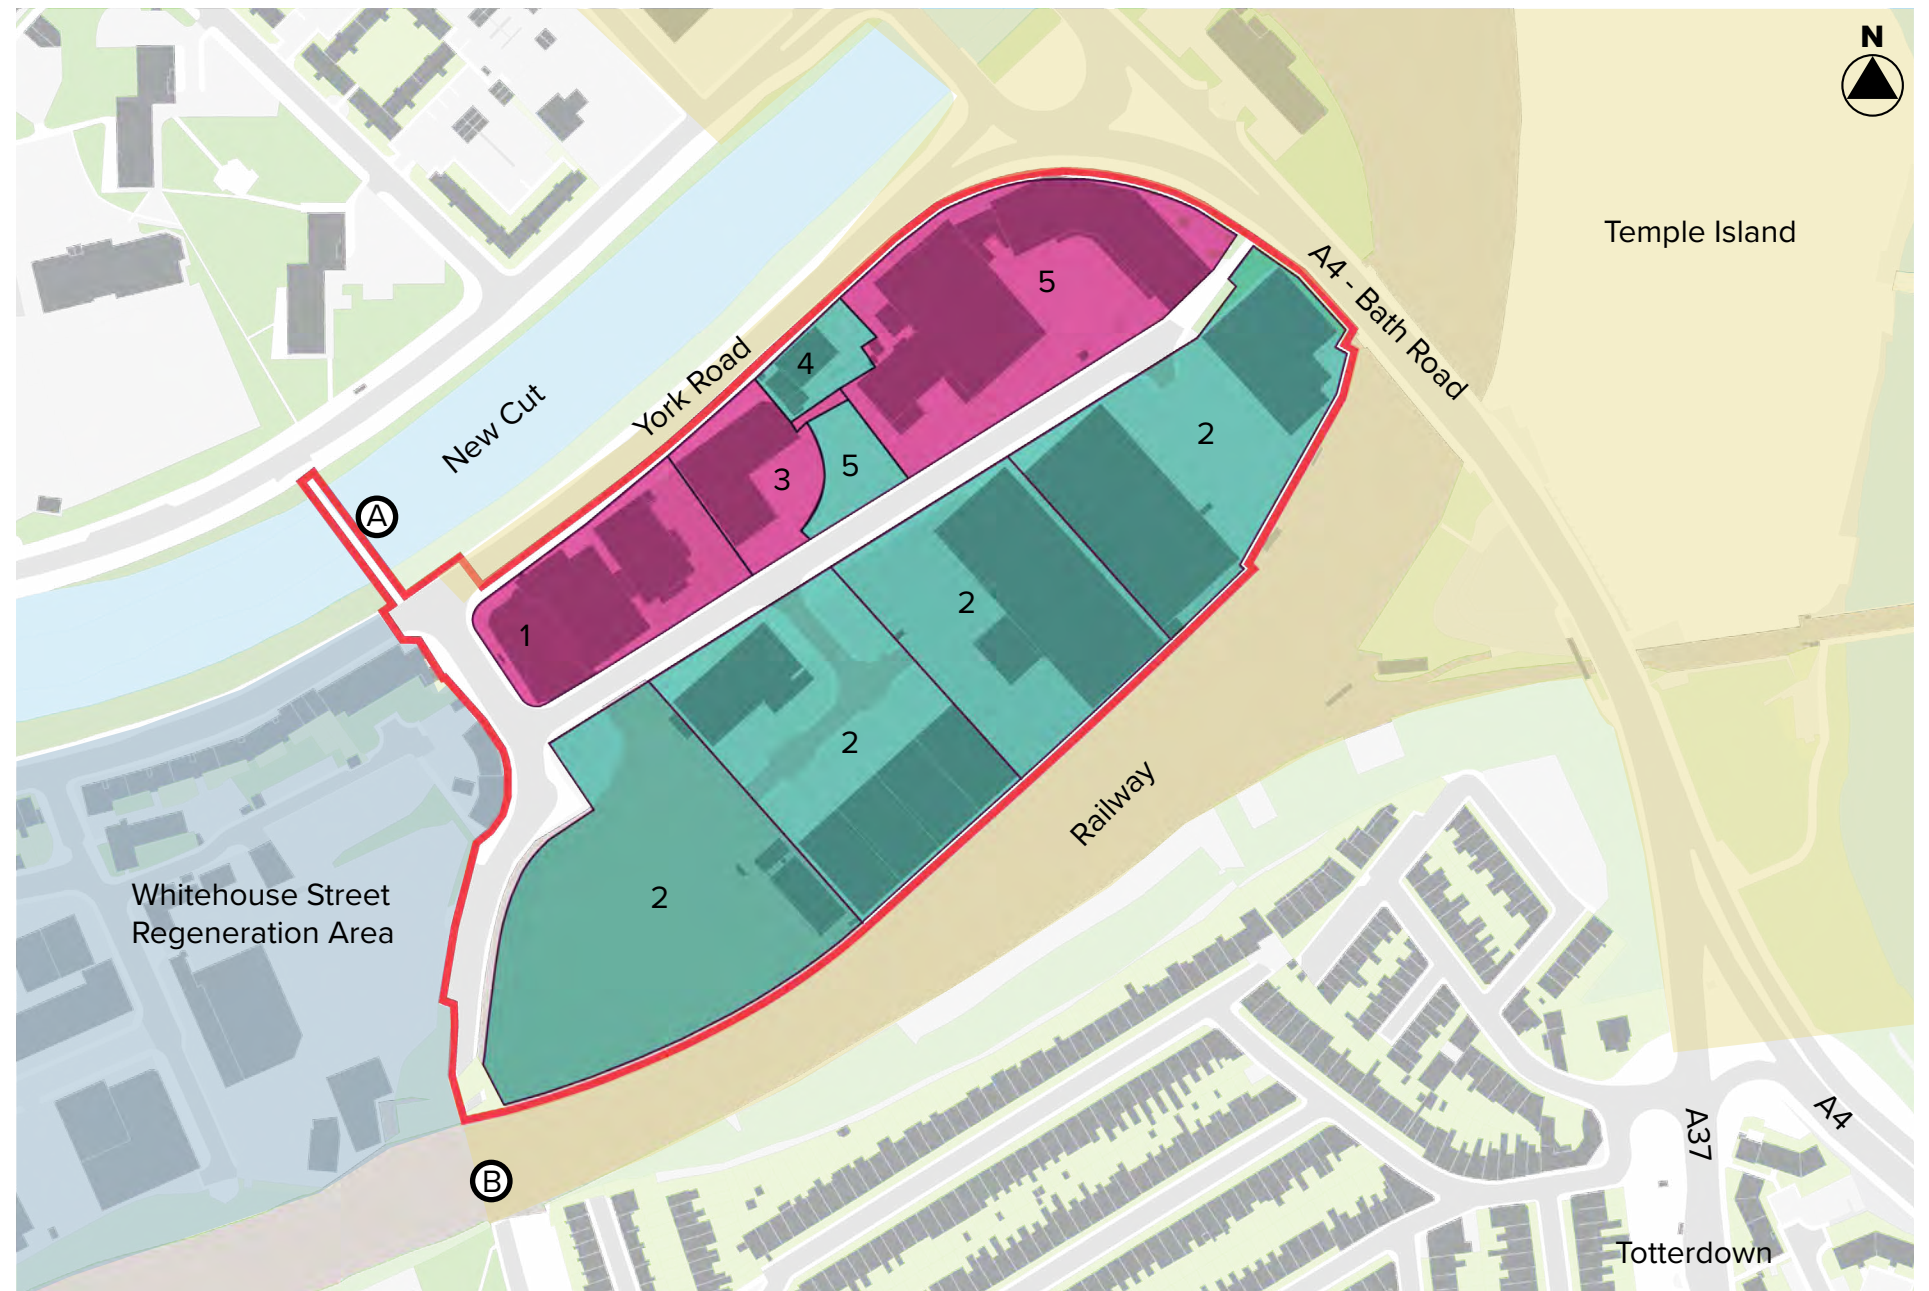 N
Temple Island
A4 - Bath Road
5
4
York Road
New Cut
2
5
3
A
2
1
2
Railway
2
Whitehouse Street
Regeneration Area
A4
A37
B
Totterdown